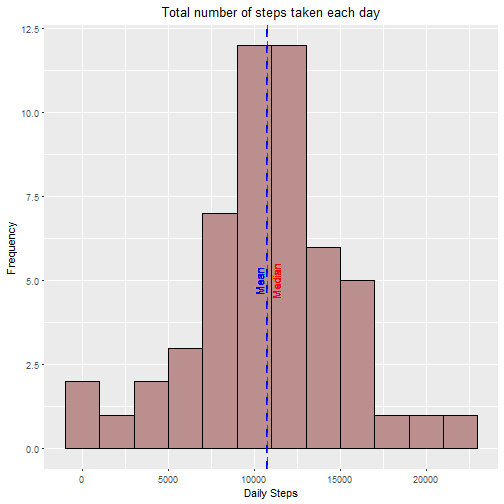 Total number of steps taken each day
12.5
10.0
7.5
5.0
2.5
0.0
Frequency
Mean
Median
0 5000 10000 15000 20000
Daily Steps